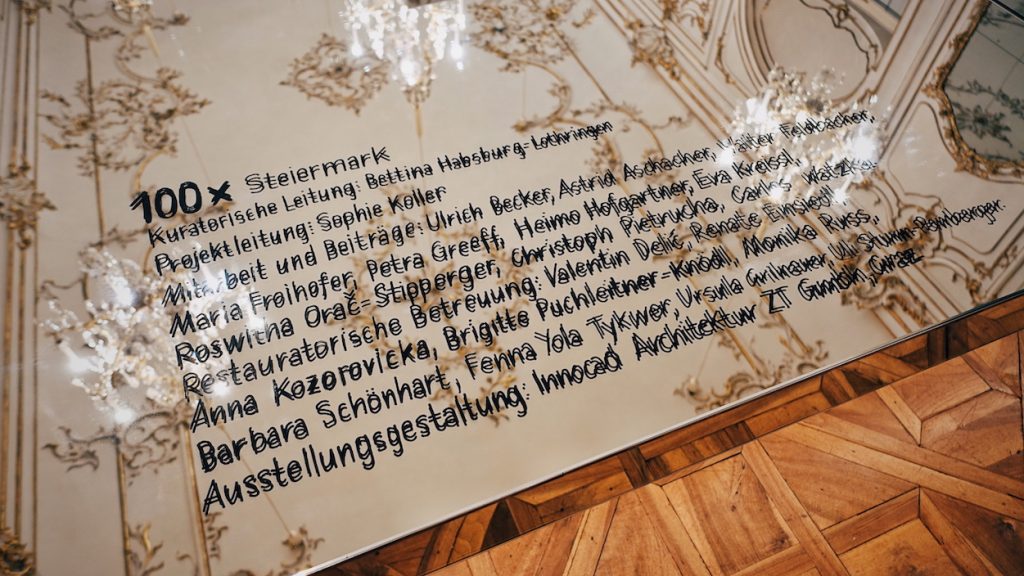 100x Steiermark
Kuratorische Leitung: Bettina Habsburg-Lothringen
Projektleitung: Sophie Koller
Mitarbeit und Beiträge: Ulrich Becker, Astrid Aschacher, Walter Feldbacher,
Maria Froihofer, Petra Greeff, Heimo Hofgartner, Eva Kreissl,
Roswitha Orač-Stipperger, Christoph Pietrucha, Carlos Watzka
Restauratorische Betreuung: Valentin Delić, Renate Einsiedl,
Anna Kozorovicka, Brigitte Puchleitner-Knödl, Monika Russ,
Barbara Schönhart, Fenna Yola Tykwer, Ursula Grilnauer, Uli Sturm-Bomberger
Ausstellungsgestaltung: Innocad Architektur ZT GmbH, Graz